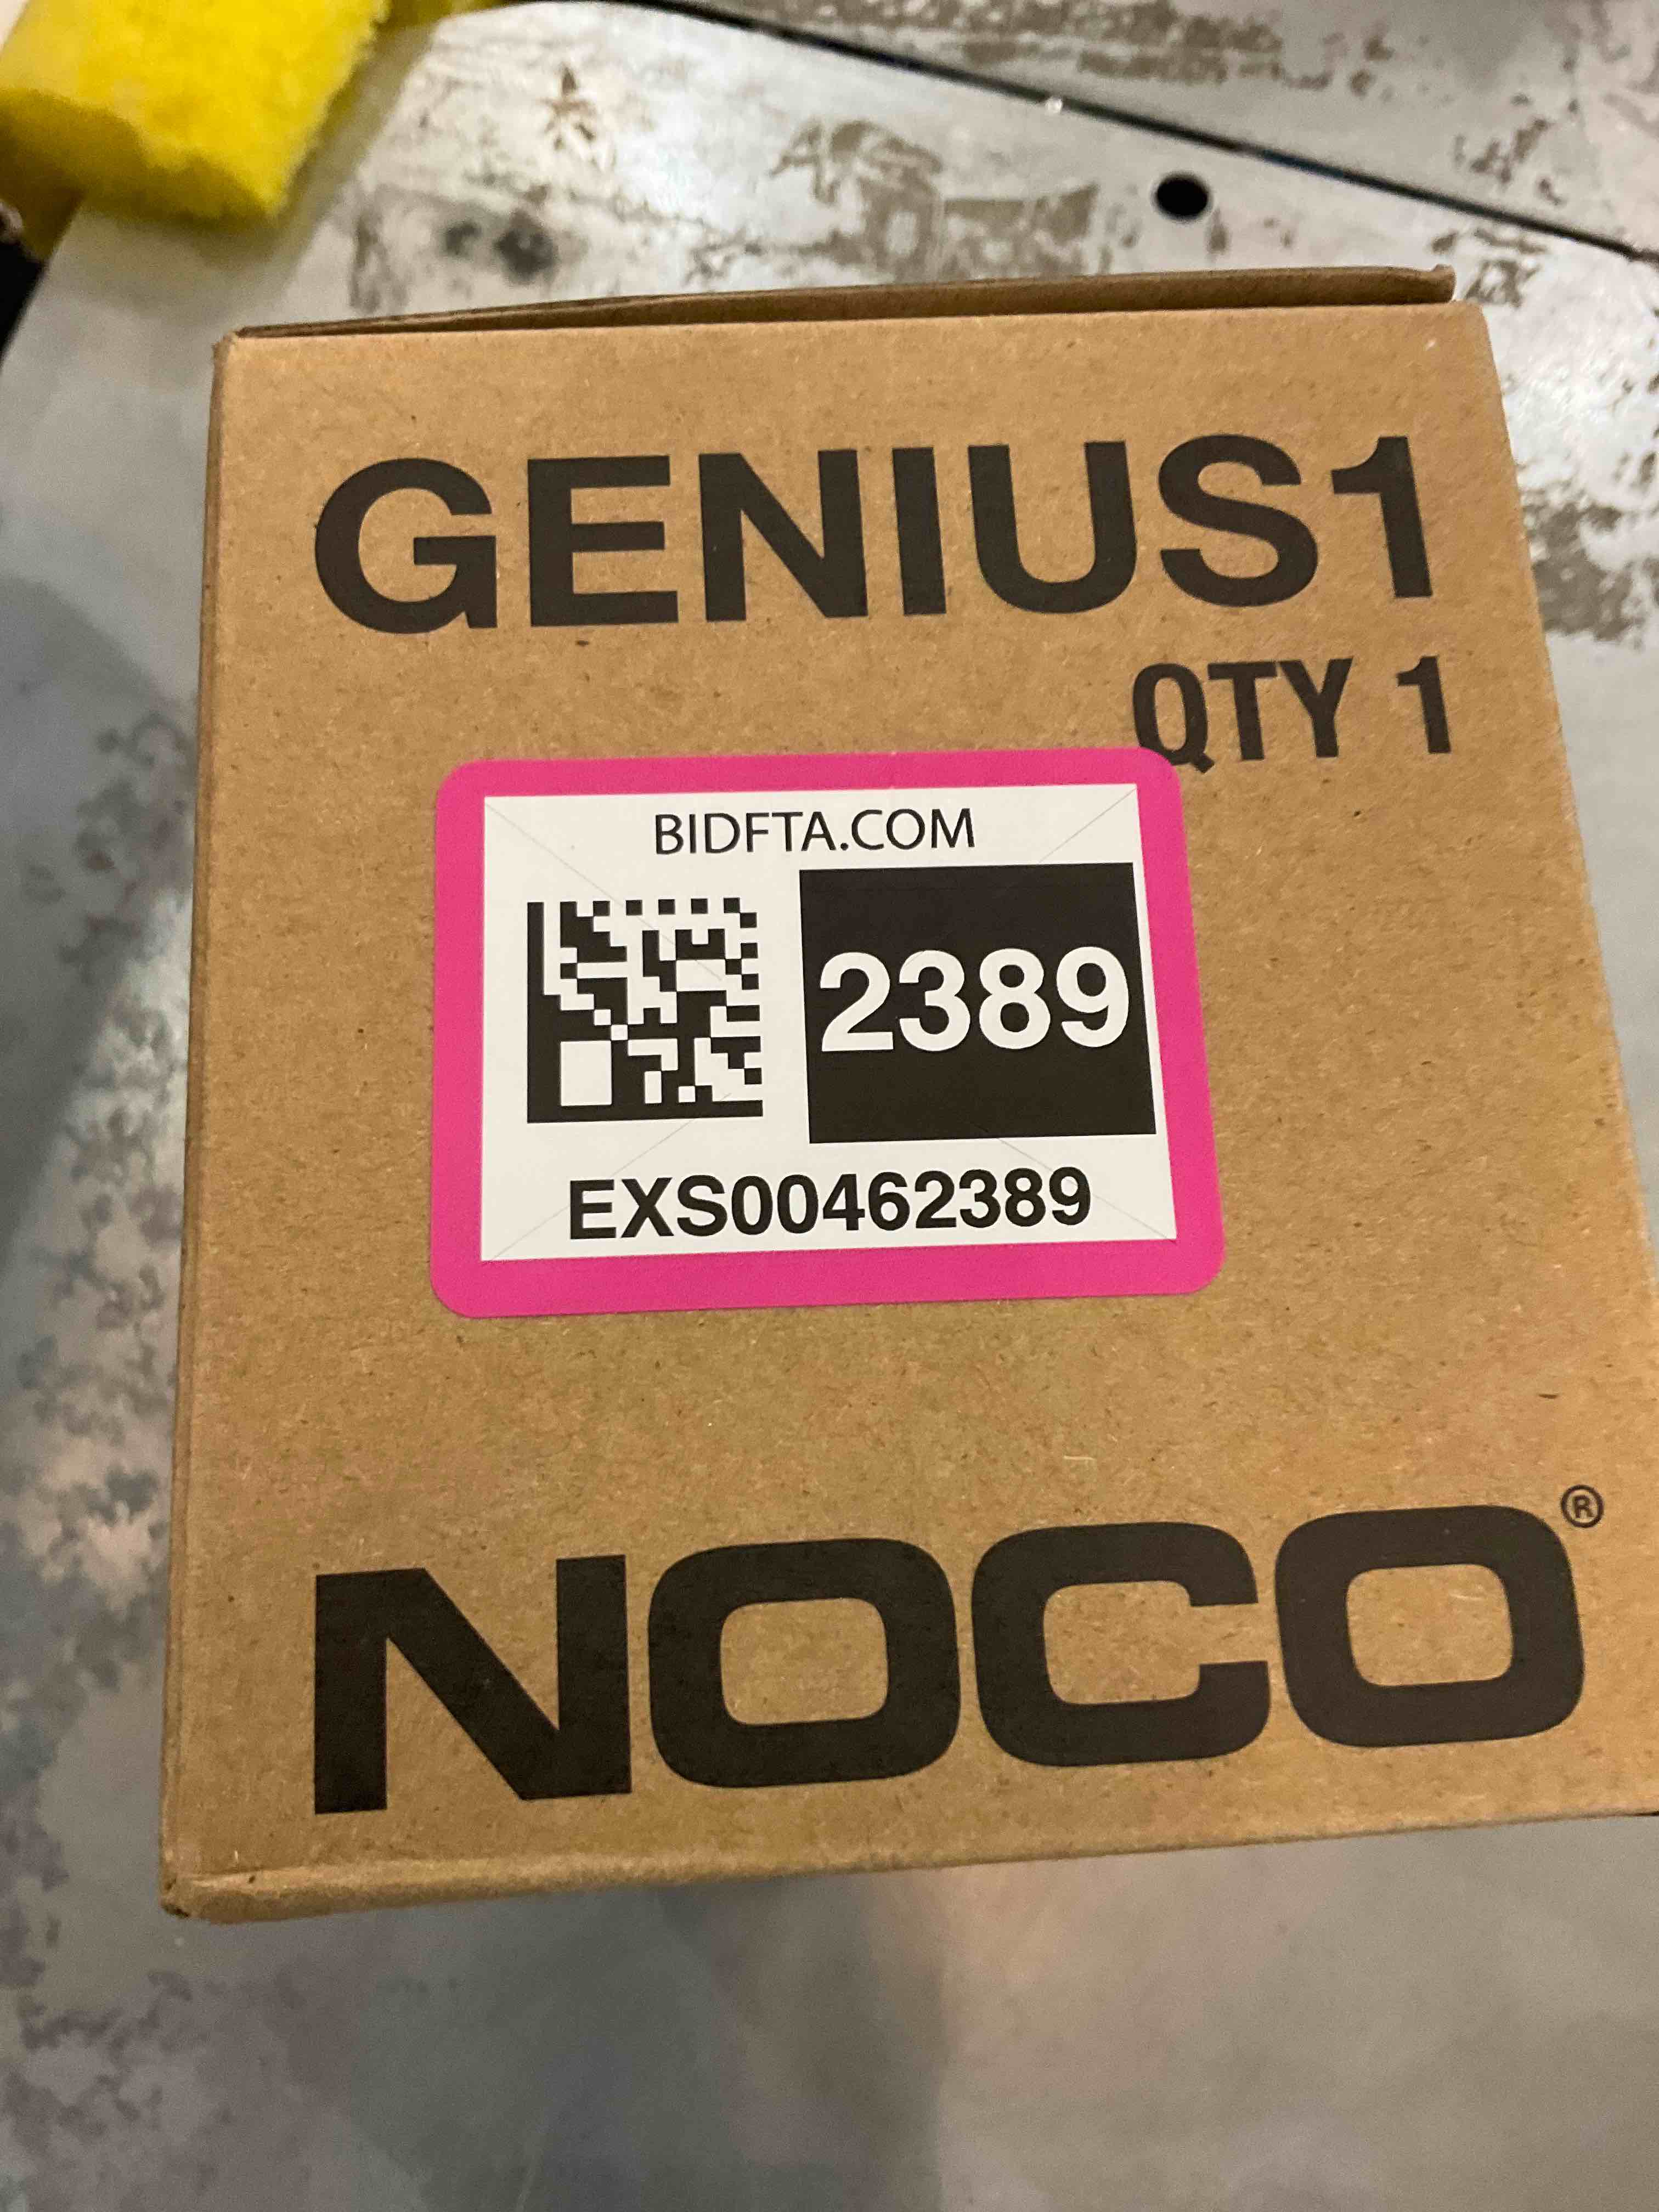 GENIUS1
QTY 1
BIDFTA.COM
2389
EXS00462389
NOCO®